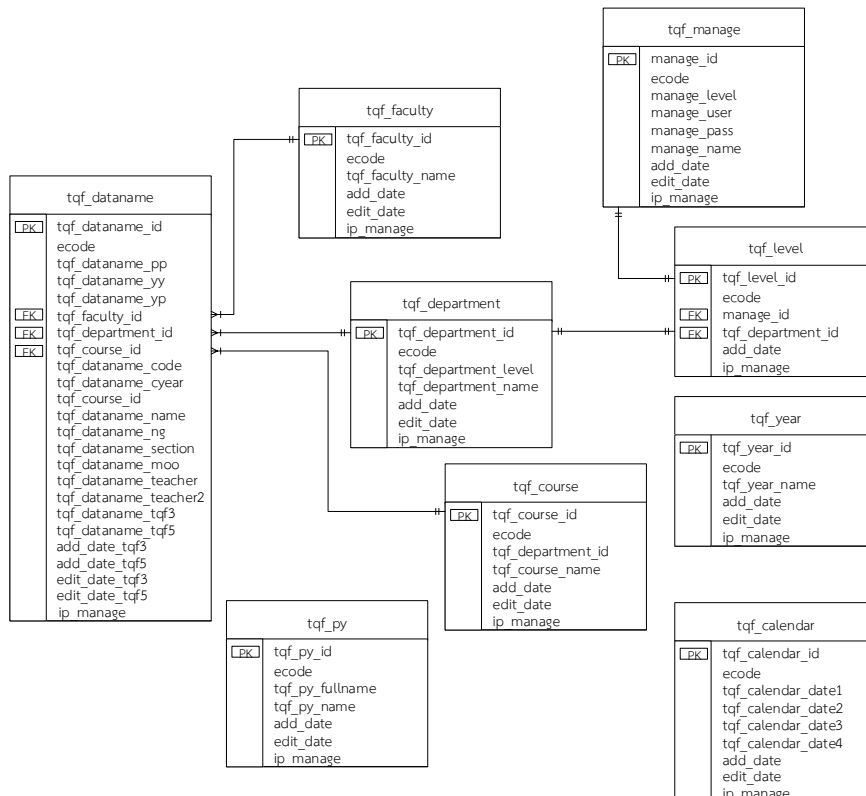 tqf_manage
PK manage_id
ecode
manage_level
manage_user
manage_pass
manage_name
add_date
edit_date
ip_manage
tqf_faculty
PK tqf_faculty_id
ecode
tqf_faculty_name
add_date
edit_date
ip_manage
tqf_dataname
PK tqf_dataname_id
ecode
tqf_dataname_pp
tqf_dataname_yy
tqf_dataname_yp
FK tqf_faculty_id
FK tqf_department_id
FK tqf_course_id
tqf_dataname_code
tqf_dataname_cyear
tqf_course_id
tqf_dataname_name
tqf_dataname_ng
tqf_dataname_section
tqf_dataname_moo
tqf_dataname_teacher
tqf_dataname_teacher2
tqf_dataname_tqf3
tqf_dataname_tqf5
add_date_tqf3
add_date_tqf5
edit_date_tqf3
edit_date_tqf5
ip_manage
tqf_level
PK tqf_level_id
ecode
FK manage_id
FK tqf_department_id
add_date
ip_manage
tqf_department
PK tqf_department_id
ecode
tqf_department_level
tqf_department_name
add_date
edit_date
ip_manage
tqf_year
PK tqf_year_id
ecode
tqf_year_name
add_date
edit_date
ip_manage
tqf_course
PK tqf_course_id
ecode
tqf_department_id
tqf_course_name
add_date
edit_date
ip_manage
tqf_py
PK tqf_py_id
ecode
tqf_py_fullname
tqf_py_name
add_date
edit_date
ip_manage
tqf_calendar
PK tqf_calendar_id
ecode
tqf_calendar_date1
tqf_calendar_date2
tqf_calendar_date3
tqf_calendar_date4
add_date
edit_date
ip_manage